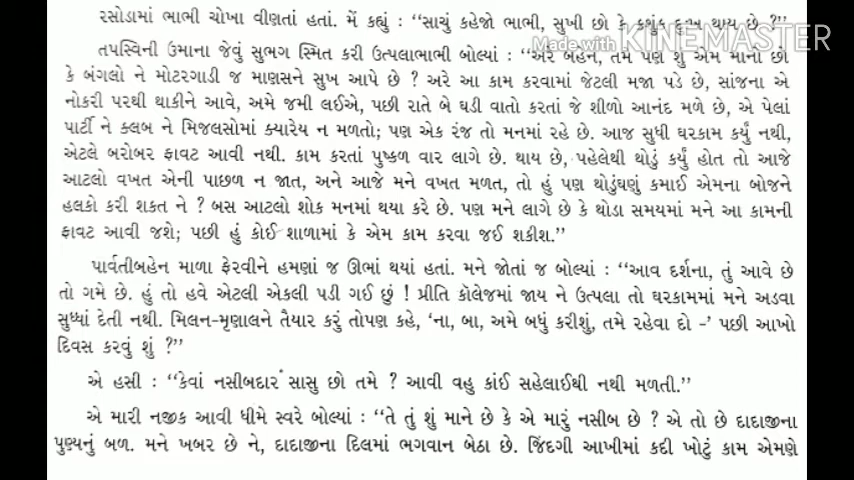 રસોડામાં ભાભી ચોખા વીણતાં હતાં. મેં કહ્યું : “સાચું કહેજો ભાભી, સુખી છો કે કશુંક દુઃખ થાય છે ?”
Made with KINEMASTER
તપસ્વિની ઉમાના જેવું સુભગ સ્મિત કરી ઉત્પલાભાભી બોલ્યાં : “અરે બહેન, તમે પણ શું એમ માનો છો
કે બંગલો ને મોટરગાડી જ માણસને સુખ આપે છે ? અરે આ કામ કરવામાં જેટલી મજા પડે છે, સાંજના એ
નોકરી પરથી થાકીને આવે, અમે જમી લઈએ, પછી રાતે બે ઘડી વાતો કરતાં જે શીળો આનંદ મળે છે, એ પેલાં
પાર્ટી ને ક્લબ ને મિજલસોમાં ક્યારેય ન મળતો; પણ એક રંજ તો મનમાં રહે છે. આજ સુધી ઘરકામ કર્યું નથી,
એટલે બરોબર ફાવટ આવી નથી. કામ કરતાં પુષ્કળ વાર લાગે છે. થાય છે, પહેલેથી થોડું કર્યું હોત તો આજે
આટલો વખત એની પાછળ ન જાત, અને આજે મને વખત મળત, તો હું પણ થોડુંઘણું કમાઈ એમના બોજને
હલકો કરી શકત ને ? બસ આટલો શોક મનમાં થયા કરે છે. પણ મને લાગે છે કે થોડા સમયમાં મને આ કામની
ફાવટ આવી જશે; પછી હું કોઈ શાળામાં કે એમ કામ કરવા જઈ શકીશ.”
પાર્વતીબહેન માળા ફેરવીને હમણાં જ ઊભાં થયાં હતાં. મને જોતાં જ બોલ્યાં : “આવ દર્શના, તું આવે છે
તો ગમે છે. હું તો હવે એટલી એકલી પડી ગઈ છું ! પ્રીતિ કૉલેજમાં જાય ને ઉત્પલા તો ઘરકામમાં મને અડવા
સુધ્ધાં દેતી નથી. મિલન-મૃણાલને તૈયાર કરું તોપણ કહે, ‘ના, બા, અમે બધું કરીશું, તમે રહેવા દો –’ પછી આખો
દિવસ કરવું શું ?”
એ હસી : “કેવાં નસીબદાર સાસુ છો તમે ? આવી વહુ કાંઈ સહેલાઈથી નથી મળતી.”
એ મારી નજીક આવી ધીમે સ્વરે બોલ્યાં : “તે તું શું માને છે કે એ મારું નસીબ છે ? એ તો છે દાદાજીના
પુણ્યનું બળ. મને ખબર છે ને, દાદાજીના દિલમાં ભગવાન બેઠા છે. જિંદગી આખીમાં કદી ખોટું કામ એમણે